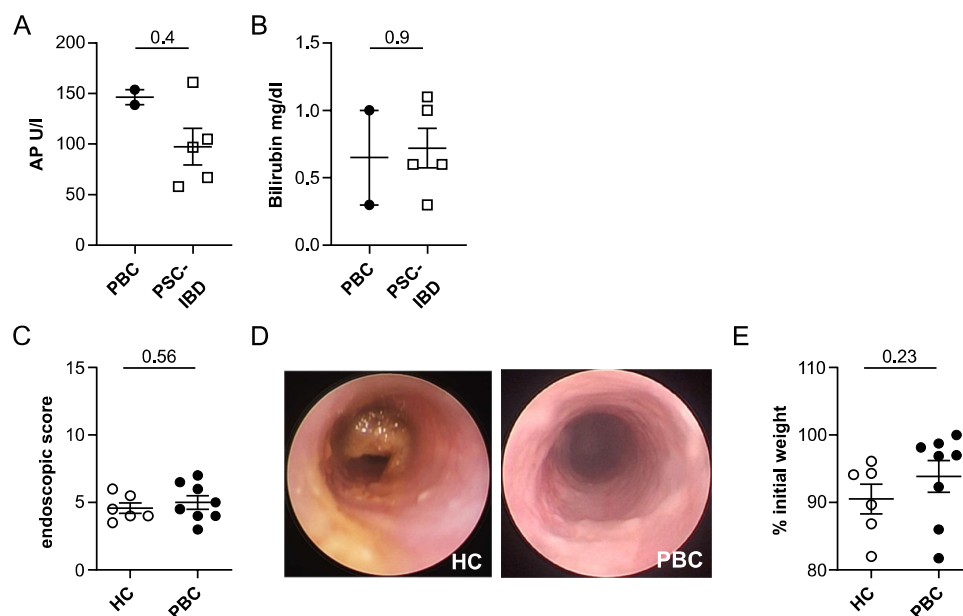 A
AP U/l
200
150
100
50
0
0.4
PBC
PSC-
IBD
B
Bilirubin mg/dl
1.5
1.0
0.5
0.0
0.9
PBC
PSC-
IBD
C
endoscopic score
15
10
5
0
0.56
HC
PBC
D
HC
PBC
E
% initial weight
110
100
90
80
0.23
HC
PBC